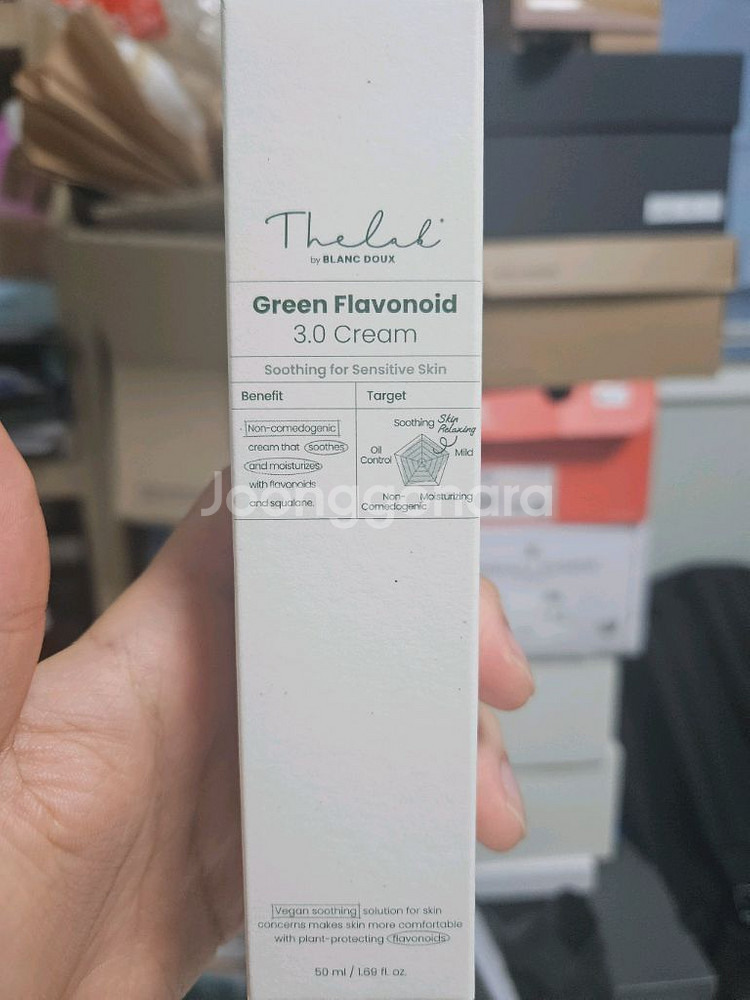 Thelab®
by BLANC DOUX
Green Flavonoid
3.0 Cream
Soothing for Sensitive Skin
Benefit
Target
Non-comedogenic
cream that soothes
and moisturizes
with flavonoids
and squalane.
Soothing
Skin
Relaxing
Oil
Control
Mild
Non-
Comedogenic
Moisturizing
Joonggonara
Vegan soothing solution for skin
concerns makes skin more comfortable
with plant-protecting flavonoids
50 ml / 1.69 fl. oz.